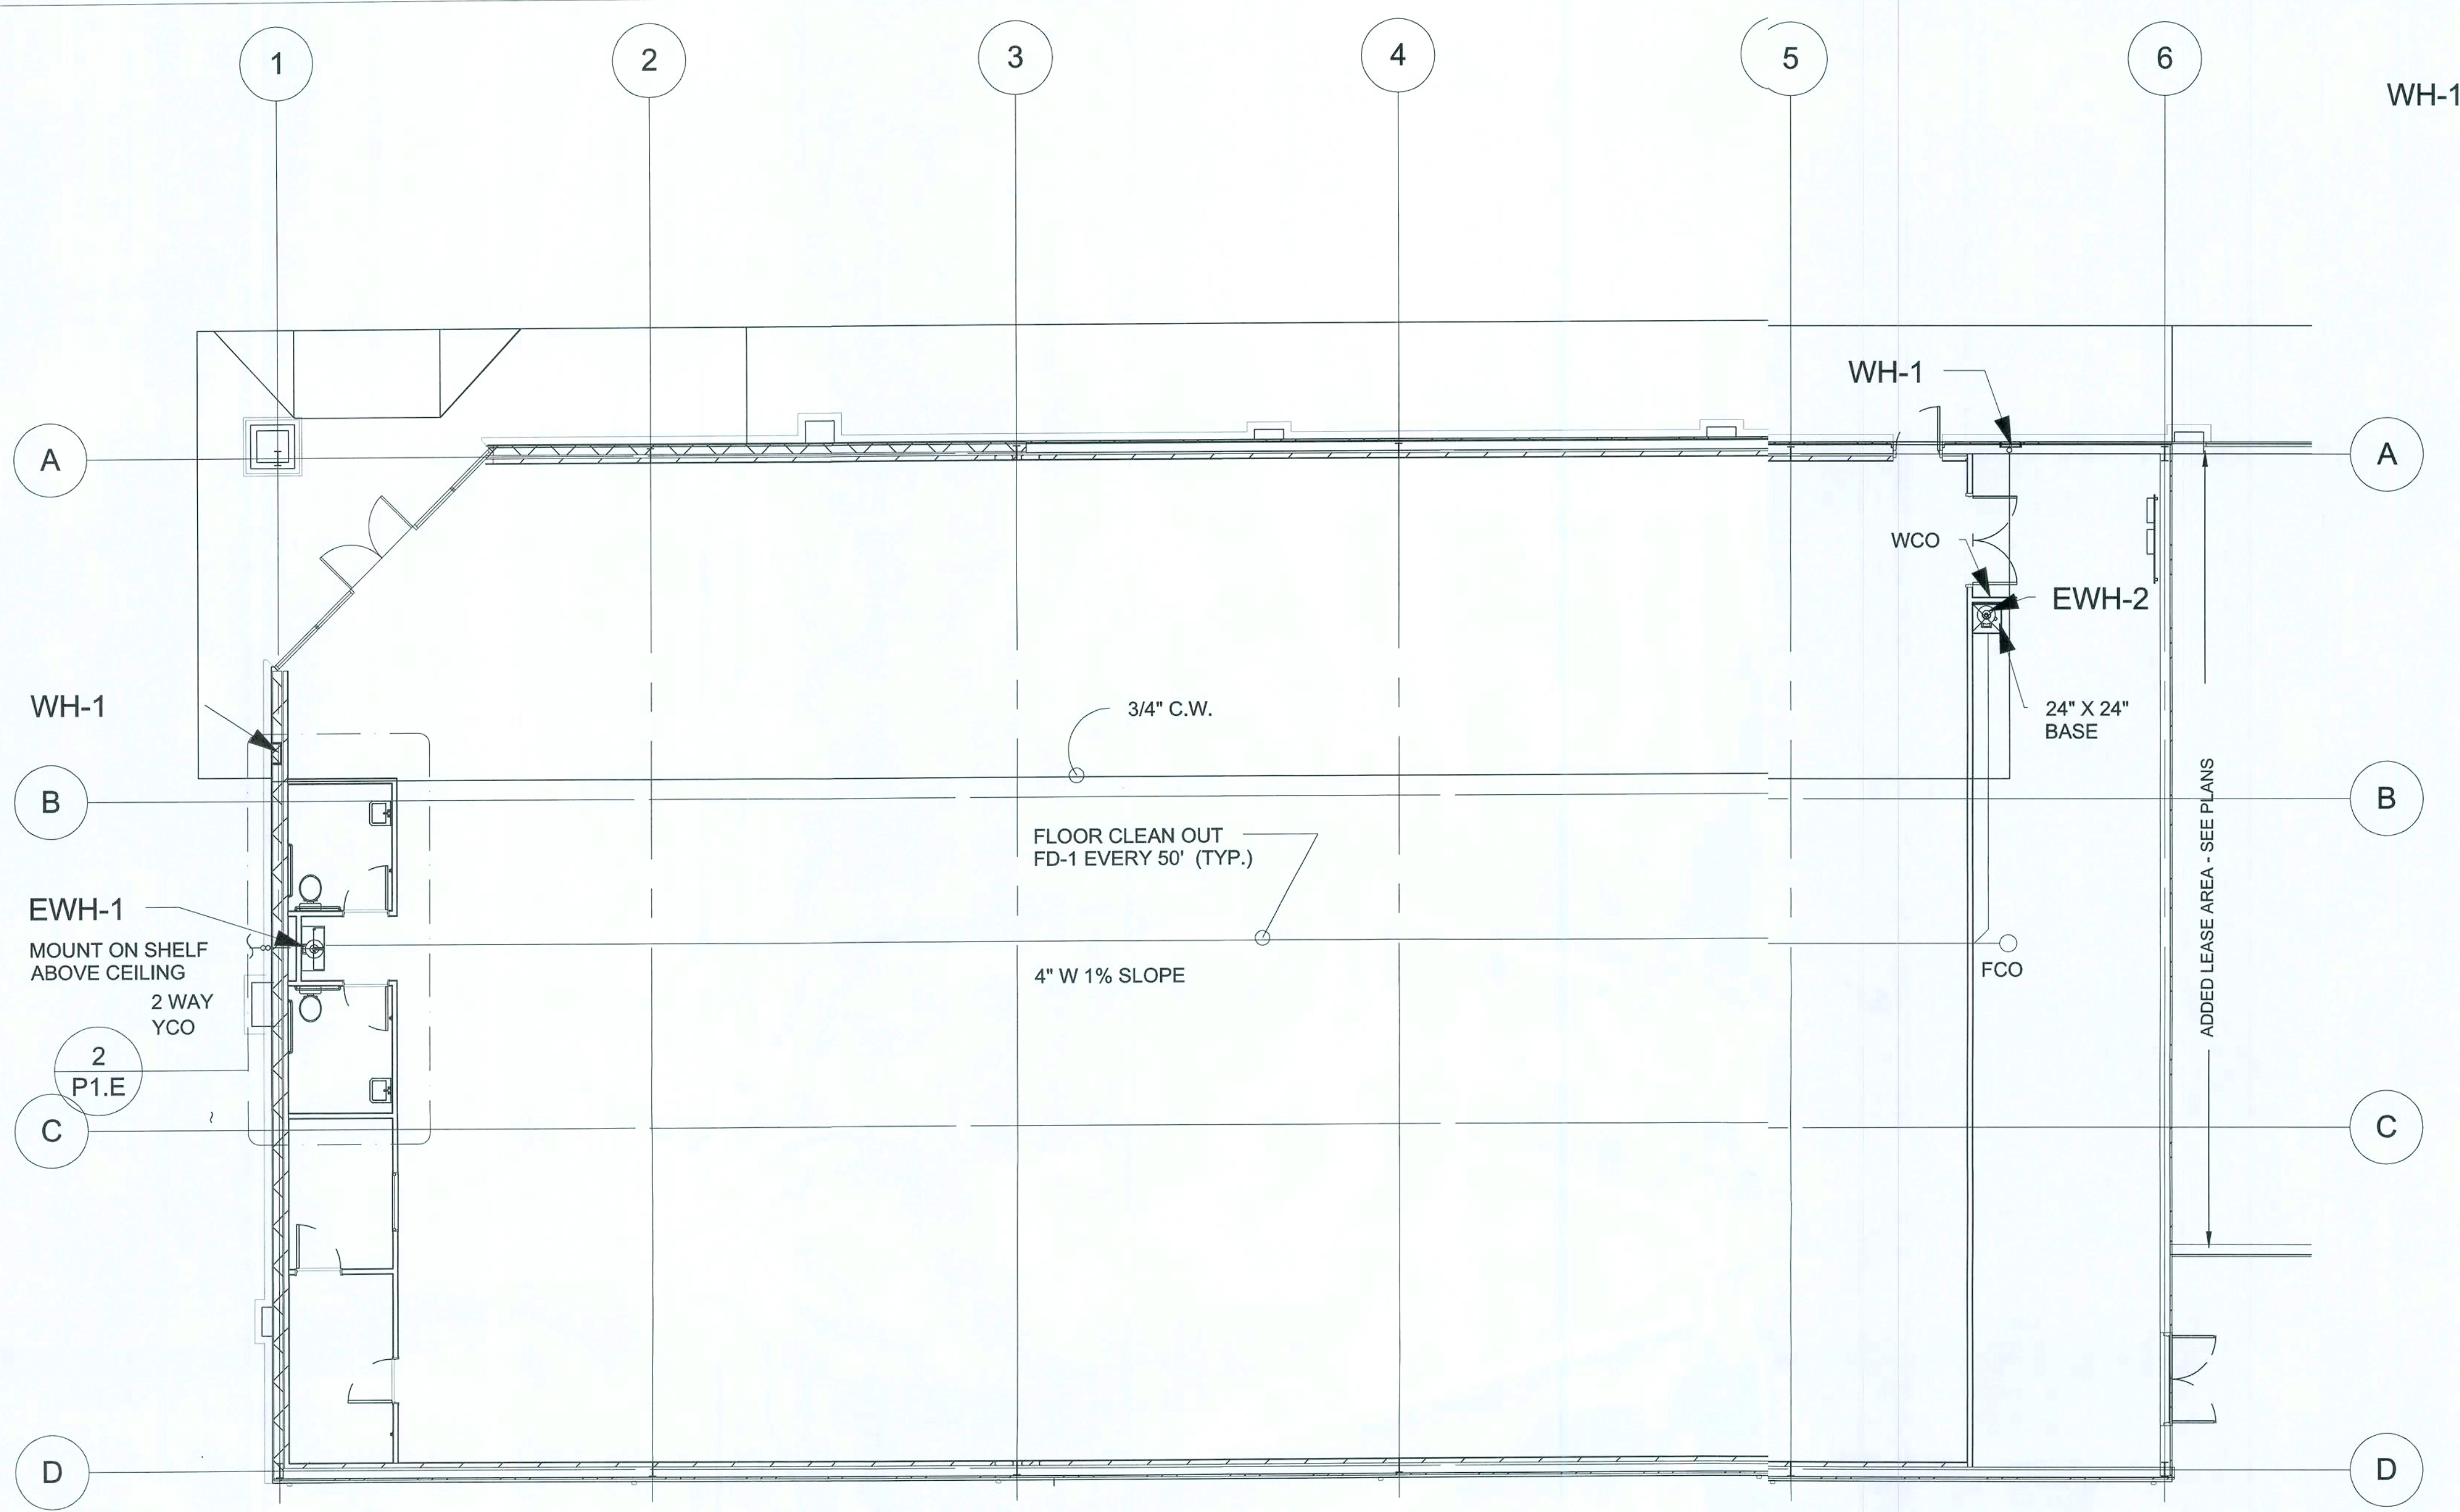 1
2
3
4
5
6
WH-1
WH-1
A
A
WCO
EWH-2
WH-1
3/4" C.W.
24" X 24"
BASE
B
B
FLOOR CLEAN OUT
FD-1 EVERY 50' (TYP.)
ADDED LEASE AREA - SEE PLANS
EWH-1
MOUNT ON SHELF
ABOVE CEILING
2 WAY
YCO
4" W 1% SLOPE
FCO
2
P1.E
C
C
D
D